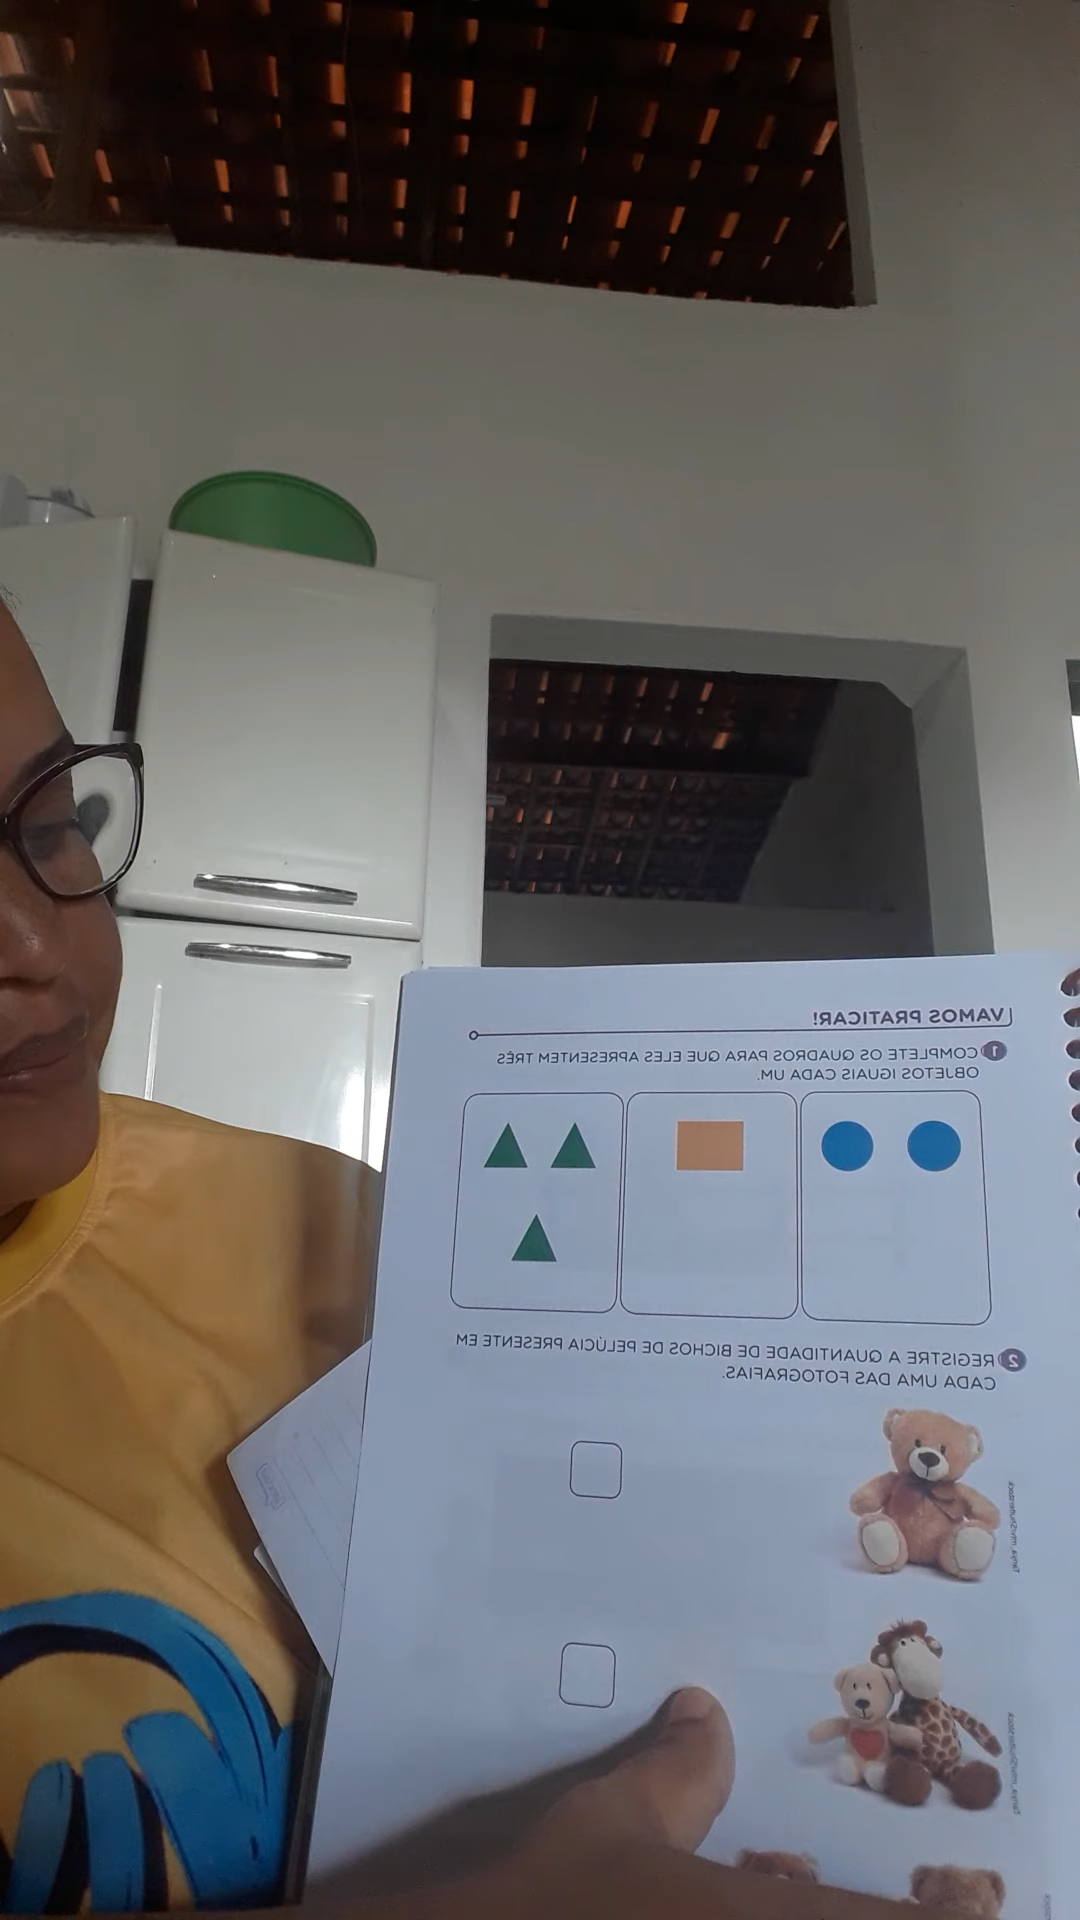 VAMOS PRATICAR!
1 COMPLETE OS QUADROS PARA QUE ELES APRESENTEM TRÊS
OBJETOS IGUAIS CADA UM.
2 REGISTRE A QUANTIDADE DE BICHOS DE PELÚCIA PRESENTE EM
CADA UMA DAS FOTOGRAFIAS.